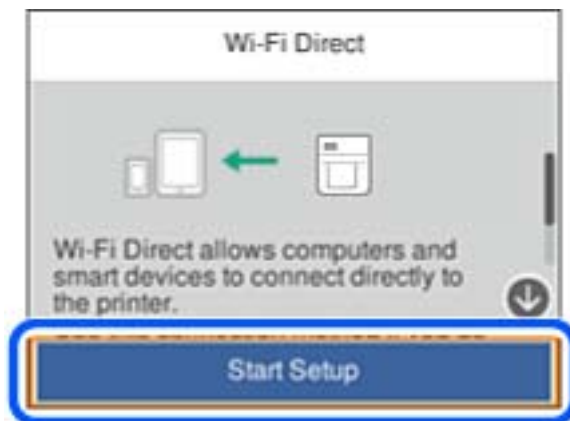 Wi-Fi Direct
Wi-Fi Direct allows computers and
smart devices to connect directly to
the printer.
Start Setup